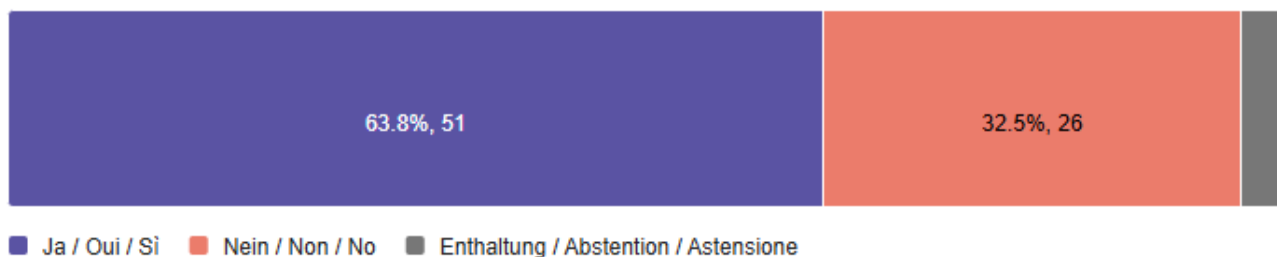 63.8%, 51 32.5%, 26
Ja / Oui / Sì Nein / Non / No Enthaltung / Abstention / Astensione